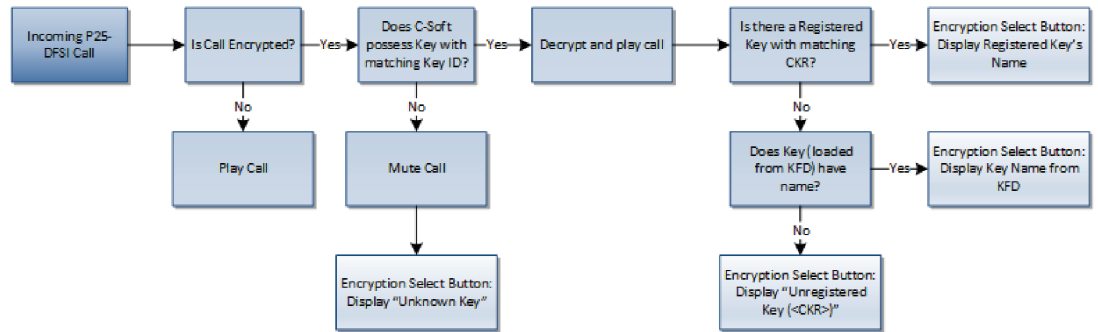 Incoming P25-
DFSI Call
Is Call Encrypted?
Yes
Does C-Soft
possess Key with
matching Key ID?
Yes
Decrypt and play call
Is there a Registered
Key with matching
CKR?
Yes
Encryption Select Button:
Display Registered Key's
Name
No
No
No
Play Call
Mute Call
Does Key (loaded
from KFD) have
name?
Yes
Encryption Select Button:
Display Key Name from
KFD
No
Encryption Select Button:
Display “Unknown Key”
Encryption Select Button:
Display “Unregistered
Key (<CKR>)”